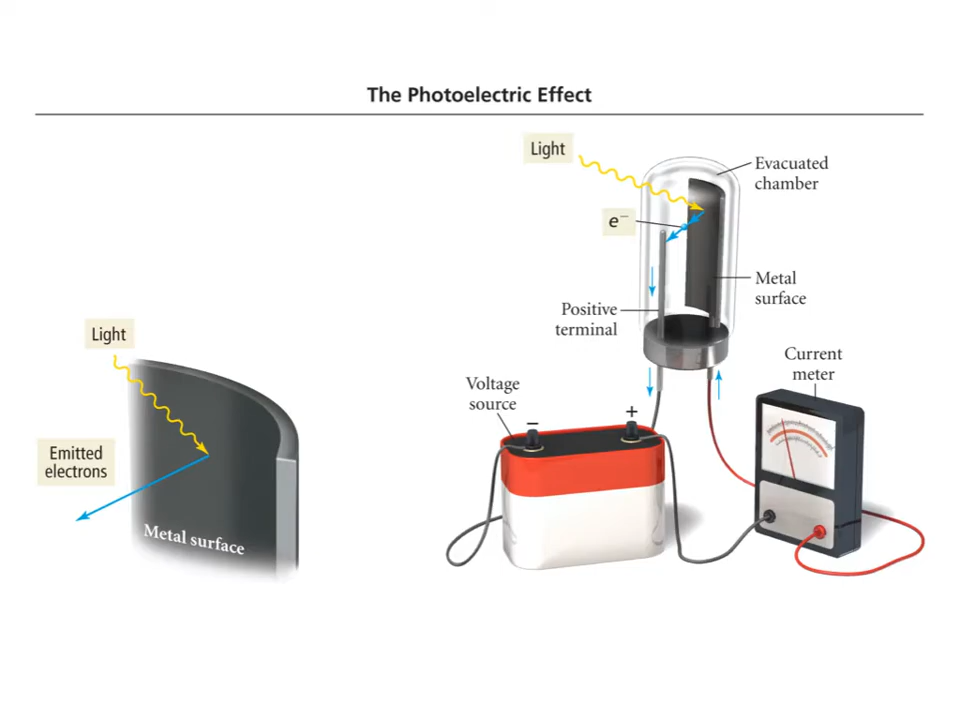 The Photoelectric Effect
Light
Emitted
electrons
Metal surface
Light
Evacuated
chamber
e⁻
Metal
surface
Positive
terminal
Current
meter
Voltage
source
−
+